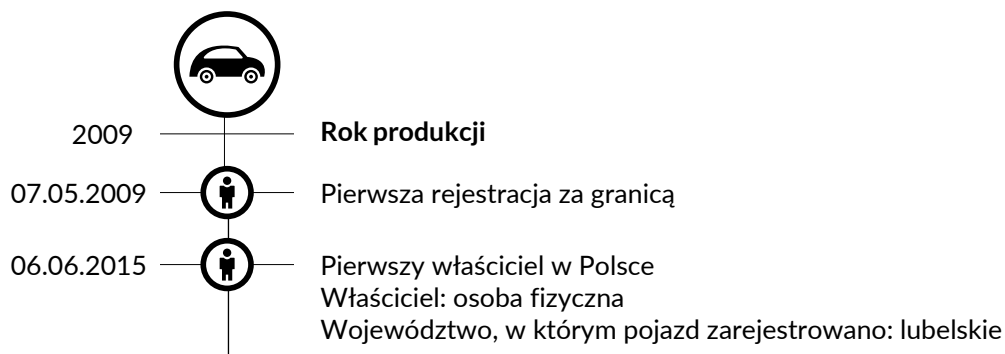 2009 Rok produkcji
07.05.2009 Pierwsza rejestracja za granicą
06.06.2015 Pierwszy właściciel w Polsce
Właściciel: osoba fizyczna
Województwo, w którym pojazd zarejestrowano: lubelskie